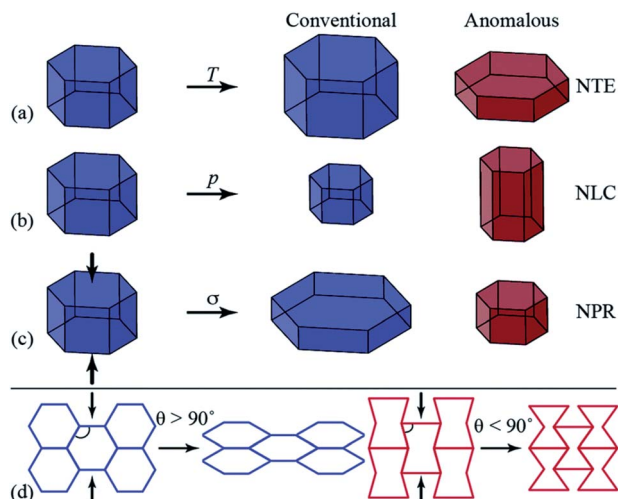 Conventional Anomalous
(a) T NTE
(b) p NLC
(c) σ NPR
(d) θ > 90° θ < 90°